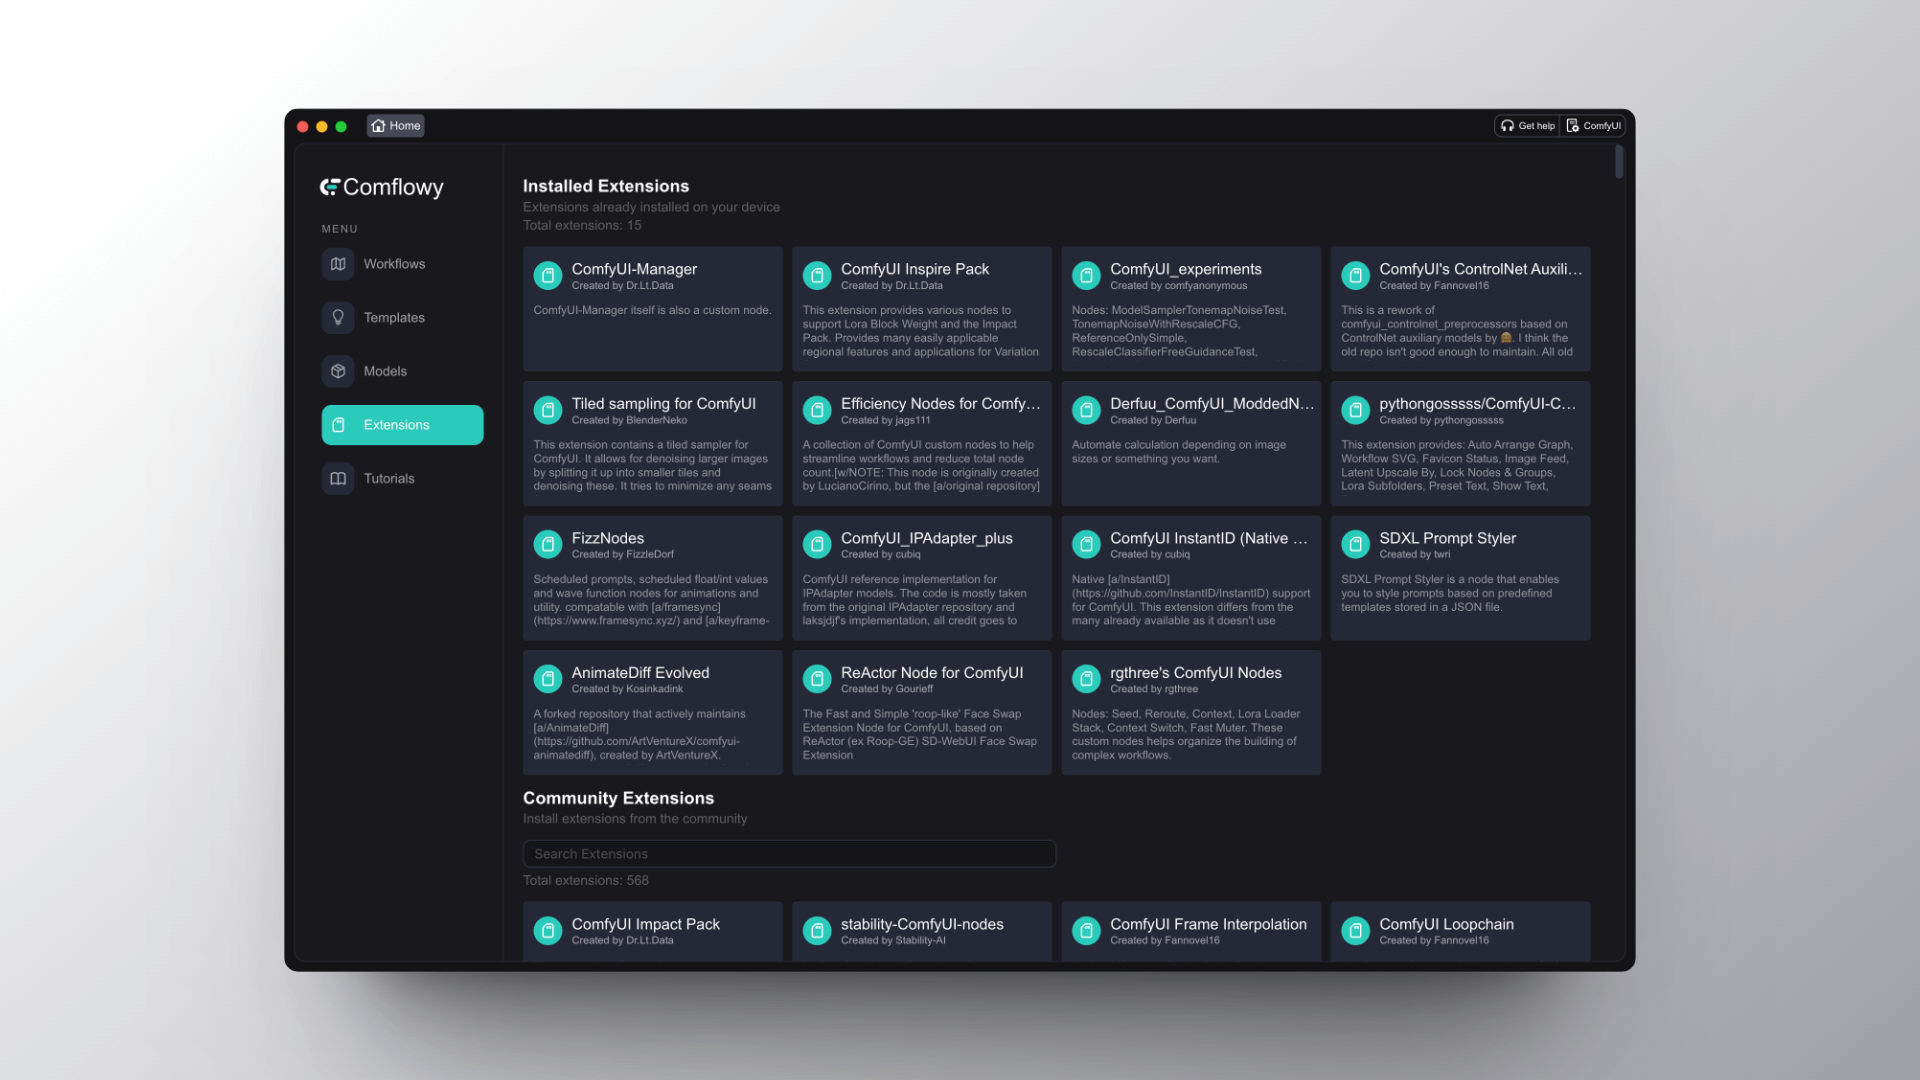 Home
Get help
ComfyUI
Comflowy
MENU
Workflows
Templates
Models
Extensions
Tutorials
Installed Extensions
Extensions already installed on your device
Total extensions: 15
ComfyUI-Manager
Created by Dr.Lt.Data
ComfyUI-Manager itself is also a custom node.
ComfyUI Inspire Pack
Created by Dr.Lt.Data
This extension provides various nodes to
support Lora Block Weight and the Impact
Pack. Provides many easily applicable
regional features and applications for Variation
ComfyUI_experiments
Created by comfyanonymous
Nodes: ModelSamplerTonemapNoiseTest,
TonemapNoiseWithRescaleCFG,
ReferenceOnlySimple,
RescaleClassifierFreeGuidanceTest,
ComfyUI's ControlNet Auxili...
Created by Fannovel16
This is a rework of
comfyui_controlnet_preprocessors based on
ControlNet auxiliary models by 🤗. I think the
old repo isn't good enough to maintain. All old
Tiled sampling for ComfyUI
Created by BlenderNeko
This extension contains a tiled sampler for
ComfyUI. It allows for denoising larger images
by splitting it up into smaller tiles and
denoising these. It tries to minimize any seams
Efficiency Nodes for Comfy...
Created by jags111
A collection of ComfyUI custom nodes to help
streamline workflows and reduce total node
count.[w/NOTE: This node is originally created
by LucianoCirino, but the [a/original repository]
Derfuu_ComfyUI_ModdedN...
Created by Derfuu
Automate calculation depending on image
sizes or something you want.
pythongosssss/ComfyUI-C...
Created by pythongosssss
This extension provides: Auto Arrange Graph,
Workflow SVG, Favicon Status, Image Feed,
Latent Upscale By, Lock Nodes & Groups,
Lora Subfolders, Preset Text, Show Text,
FizzNodes
Created by FizzleDorf
Scheduled prompts, scheduled float/int values
and wave function nodes for animations and
utility. compatable with [a/framesync]
(https://www.framesync.xyz/) and [a/keyframe-
ComfyUI_IPAdapter_plus
Created by cubiq
ComfyUI reference implementation for
IPAdapter models. The code is mostly taken
from the original IPAdapter repository and
laksjdjf's implementation, all credit goes to
ComfyUI InstantID (Native ...
Created by cubiq
Native [a/InstantID]
(https://github.com/InstantID/InstantID) support
for ComfyUI. This extension differs from the
many already available as it doesn't use
SDXL Prompt Styler
Created by twri
SDXL Prompt Styler is a node that enables
you to style prompts based on predefined
templates stored in a JSON file.
AnimateDiff Evolved
Created by Kosinkadink
A forked repository that actively maintains
[a/AnimateDiff]
(https://github.com/ArtVentureX/comfyui-
animatediff), created by ArtVentureX.
ReActor Node for ComfyUI
Created by Gourieff
The Fast and Simple 'roop-like' Face Swap
Extension Node for ComfyUI, based on
ReActor (ex Roop-GE) SD-WebUI Face Swap
Extension
rgthree's ComfyUI Nodes
Created by rgthree
Nodes: Seed, Reroute, Context, Lora Loader
Stack, Context Switch, Fast Muter. These
custom nodes helps organize the building of
complex workflows.
Community Extensions
Install extensions from the community
Search Extensions
Total extensions: 568
ComfyUI Impact Pack
Created by Dr.Lt.Data
stability-ComfyUI-nodes
Created by Stability-AI
ComfyUI Frame Interpolation
Created by Fannovel16
ComfyUI Loopchain
Created by Fannovel16